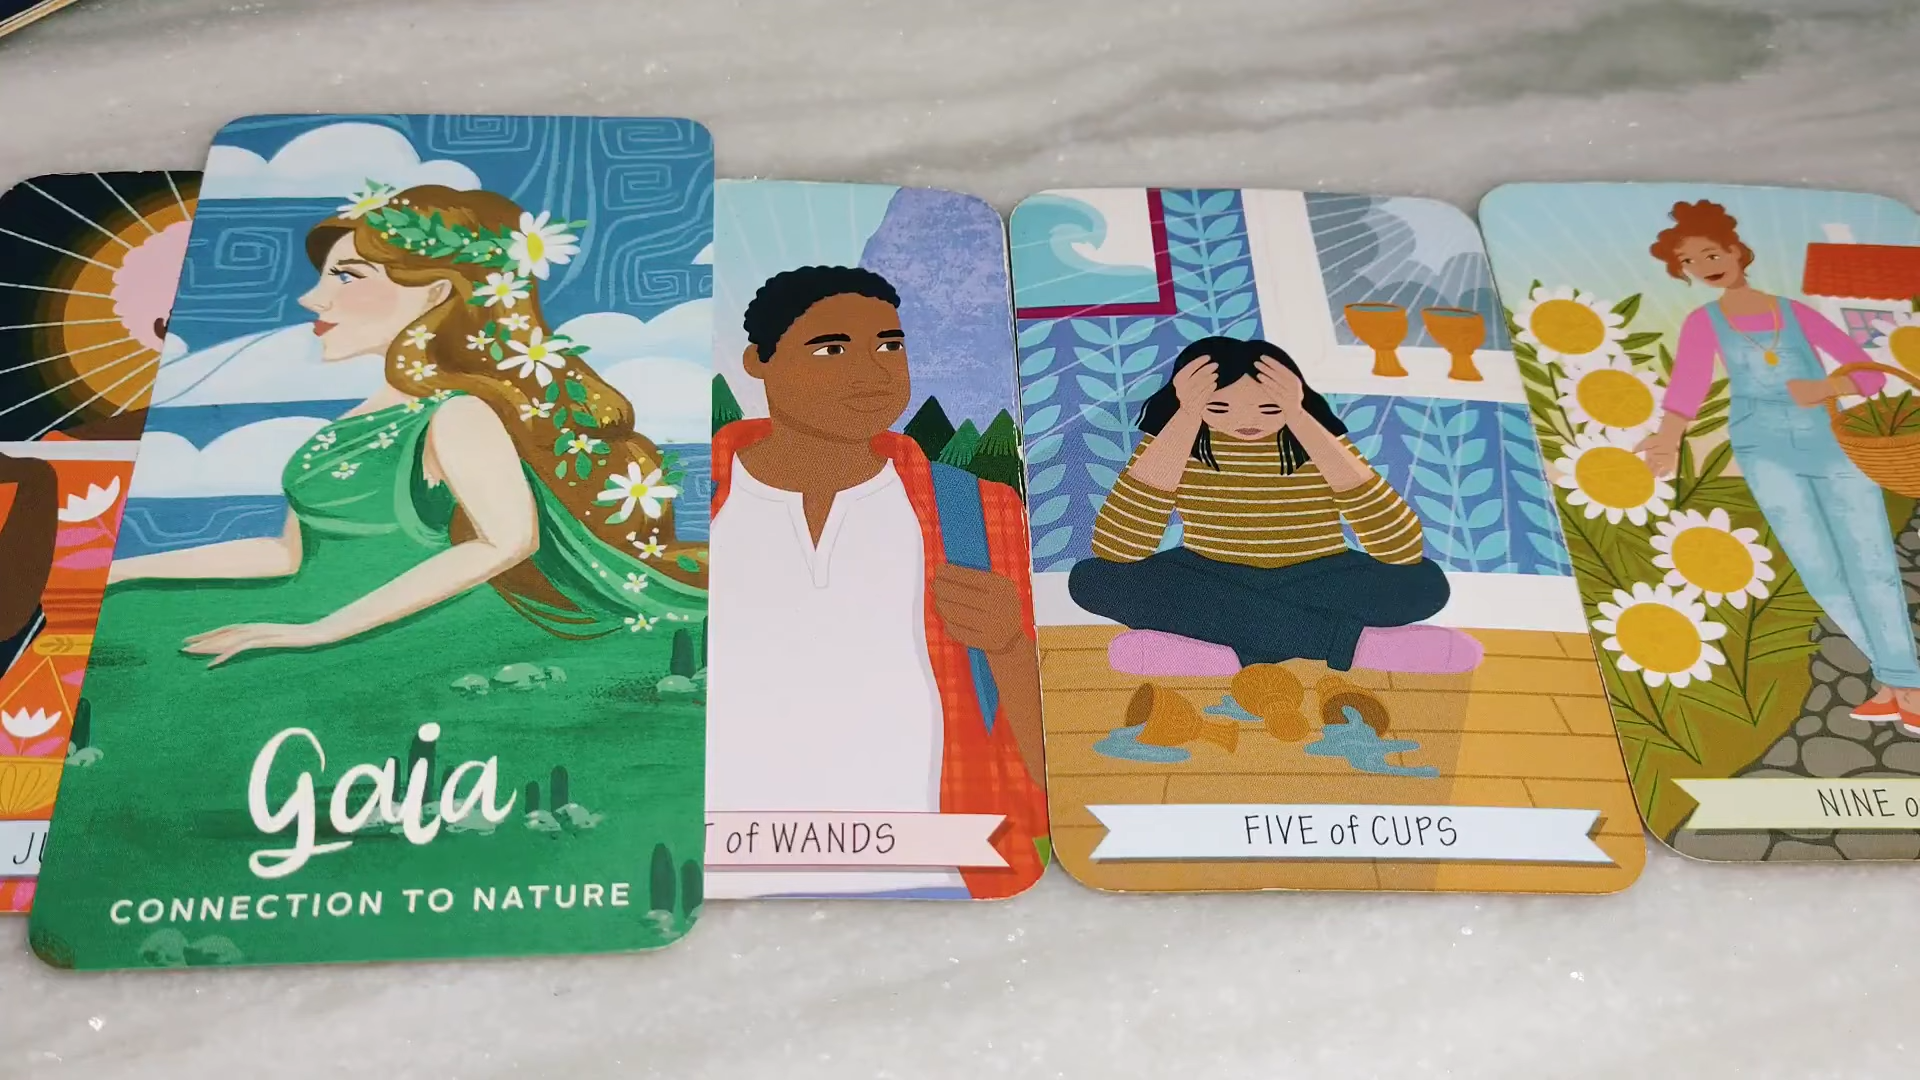 Gaia
CONNECTION TO NATURE
of WANDS
FIVE of CUPS
NINE